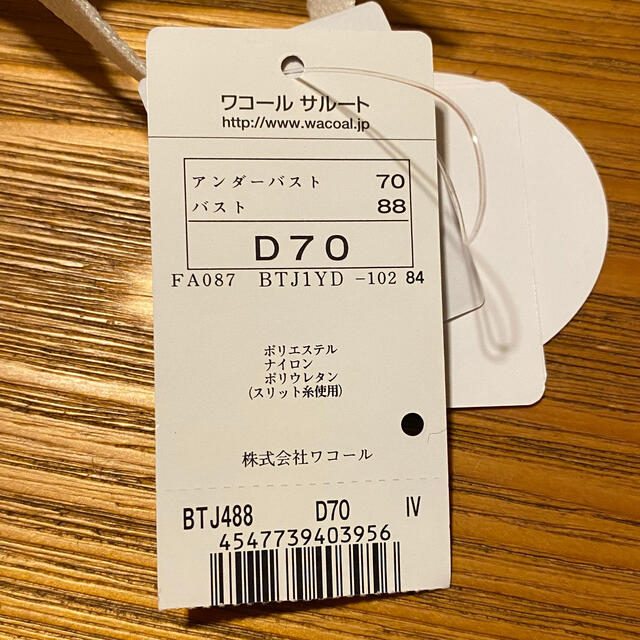 ワコール サルート
http://www.wacoal.jp
アンダーバスト 70
バスト 88
D70
FA087 BTJ1YD -102 84
ポリエステル
ナイロン
ポリウレタン
(スリット糸使用)
株式会社ワコール
BTJ488 D70 IV
4547739403956